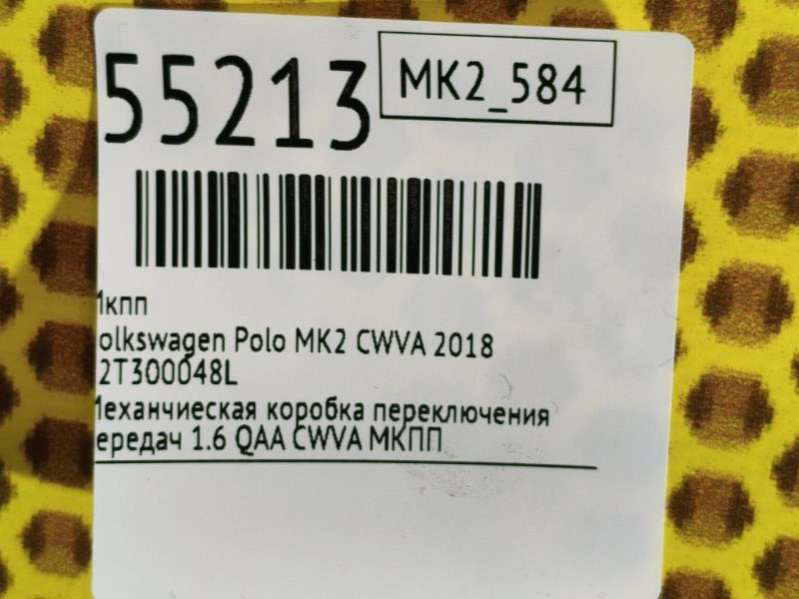 55213
MK2_584
Мкпп
olkswagen Polo MK2 CWVA 2018
2T300048L
Механчиеская коробка переключения
ередач 1.6 QAA CWVA МКПП